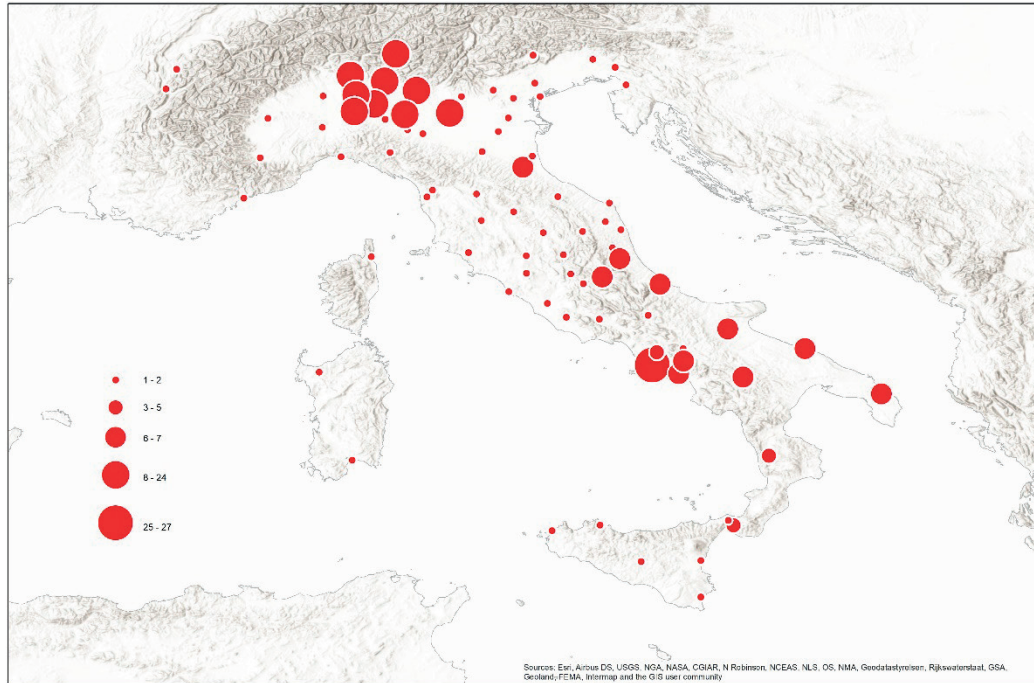 1 - 2
3 - 5
6 - 7
8 - 24
25 - 27
Sources: Esri, Airbus DS, USGS, NGA, NASA, CGIAR, N Robinson, NCEAS, NLS, OS, NMA, Geodatastyrelsen, Rijkswaterstaat, GSA,
Geoland, FEMA, Intermap and the GIS user community